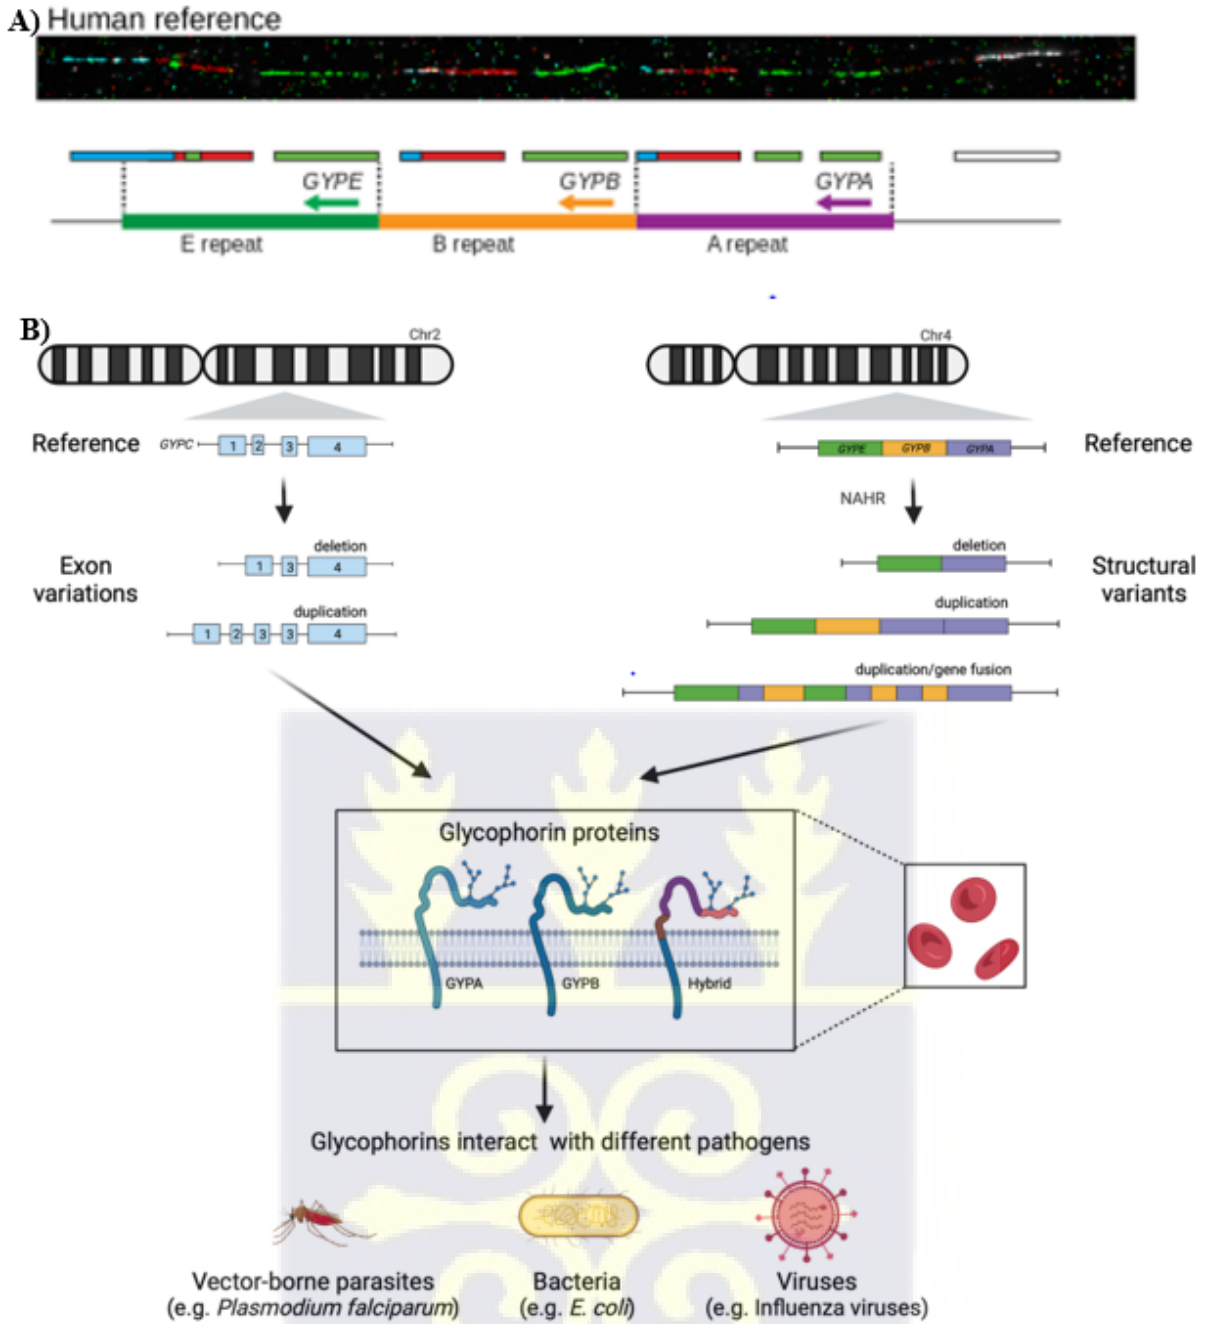 A) Human reference
GYPE GYPB GYPA
E repeat B repeat A repeat
B)
Chr2 Chr4
Reference GYPC 1 2 3 4 GYPE GYPB GYPA Reference
NAHR
deletion deletion
Exon variations 1 3 4 Structural variants
duplication duplication
1 2 3 3 4
duplication/gene fusion
Glycophorin proteins
GYPA GYPB Hybrid
Glycophorins interact with different pathogens
Vector-borne parasites Bacteria Viruses
(e.g. Plasmodium falciparum) (e.g. E. coli) (e.g. Influenza viruses)